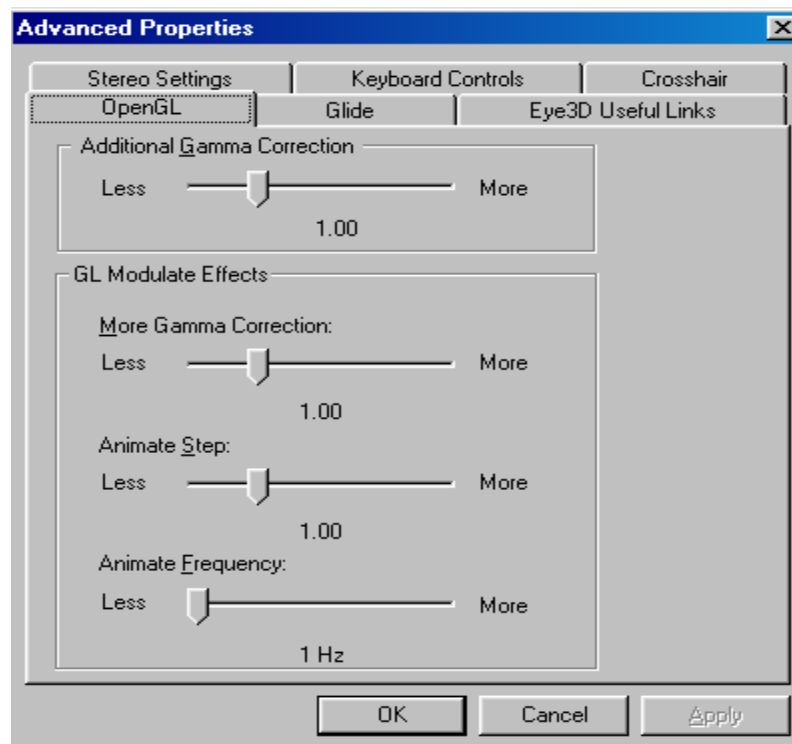 Advanced Properties
Stereo Settings Keyboard Controls Crosshair
OpenGL Glide Eye3D Useful Links
Additional Gamma Correction
Less More
1.00
GL Modulate Effects
More Gamma Correction:
Less More
1.00
Animate Step:
Less More
1.00
Animate Frequency:
Less More
1 Hz
OK Cancel Apply